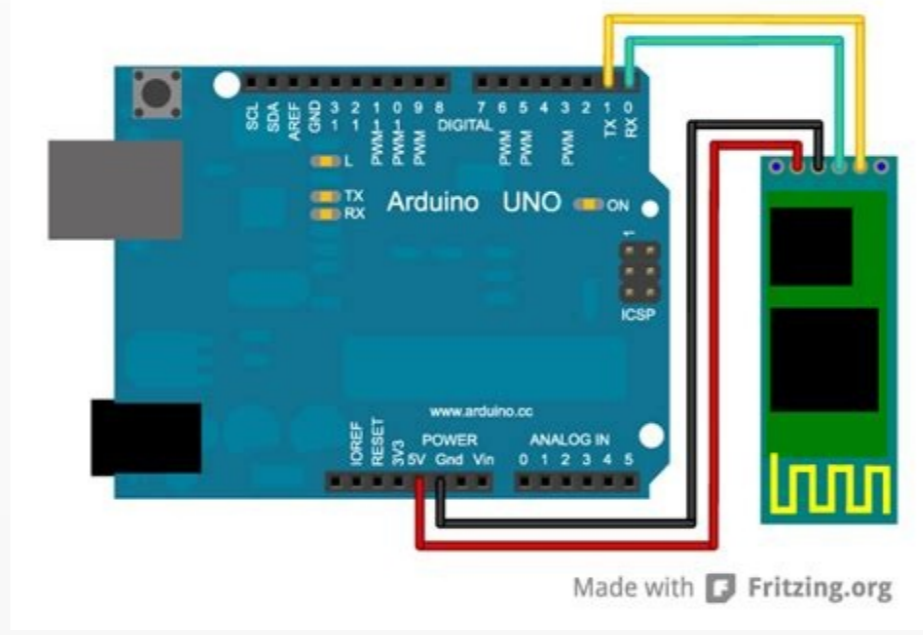 SCL
SDA
AREF
GND
13
12
PWM 11
PWM 10
PWM 9
8
DIGITAL
7
PWM 6
PWM 5
4
PWM 3
2
TX 1
RX 0
L
TX
RX
Arduino UNO
ON
1
ICSP
www.arduino.cc
POWER
ANALOG IN
IOREF
RESET
3V3
5V Gnd Vin
0 1 2 3 4 5
Made with Fritzing.org